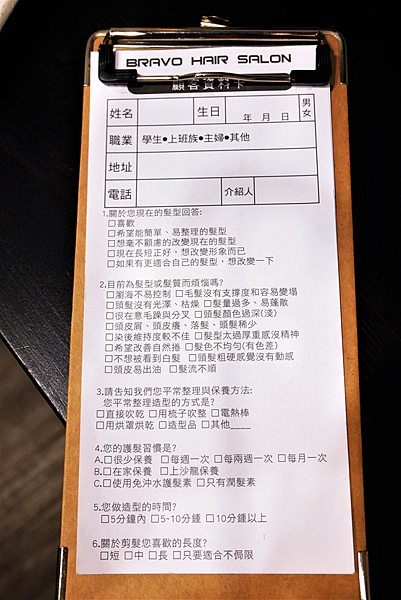 BRAVO HAIR SALON
顧客資料卡
姓名 生日 年 月 日 男 女
職業 學生●上班族●主婦●其他
地址
電話 介紹人
1.關於您現在的髮型回答:
□喜歡
□希望能簡單、易整理的髮型
□想毫不顧慮的改變現在的髮型
□現在長短正好，想改變形象而已
□如果有更適合自己的髮型，想改變一下
2.目前為髮型或髮質而煩惱嗎?
□瀏海不易控制 □毛髮沒有支撐度和容易變塌
□頭髮沒有光澤、枯燥 □髮量過多、易蓬散
□很在意毛躁與分叉 □頭髮顏色過深(淺)
□頭皮屑、頭皮癢、落髮、頭髮稀少
□染後維持度較不佳 □髮型太過厚重感沒精神
□希望改善自然捲 □髮色不均勻(有色差)
□不想被看到白髮 □頭髮粗硬感覺沒有動感
□頭皮易出油 □髮流不順
3.請告知我們您平常整理與保養方法:
您平常整理造型的方式是?
□直接吹乾 □用梳子吹整 □電熱棒
□用烘罩烘乾 □造型品 □其他____
4.您的護髮習慣是?
A.□很少保養 □每週一次 □每兩週一次 □每月一次
B.□在家保養 □上沙龍保養
C.□使用免沖水護髮素 □只有潤髮素
5.您做造型的時間?
□5分鐘內 □5-10分鍾 □10分鍾以上
6.關於剪髮您喜歡的長度?
□短 □中 □長 □只要適合不侷限